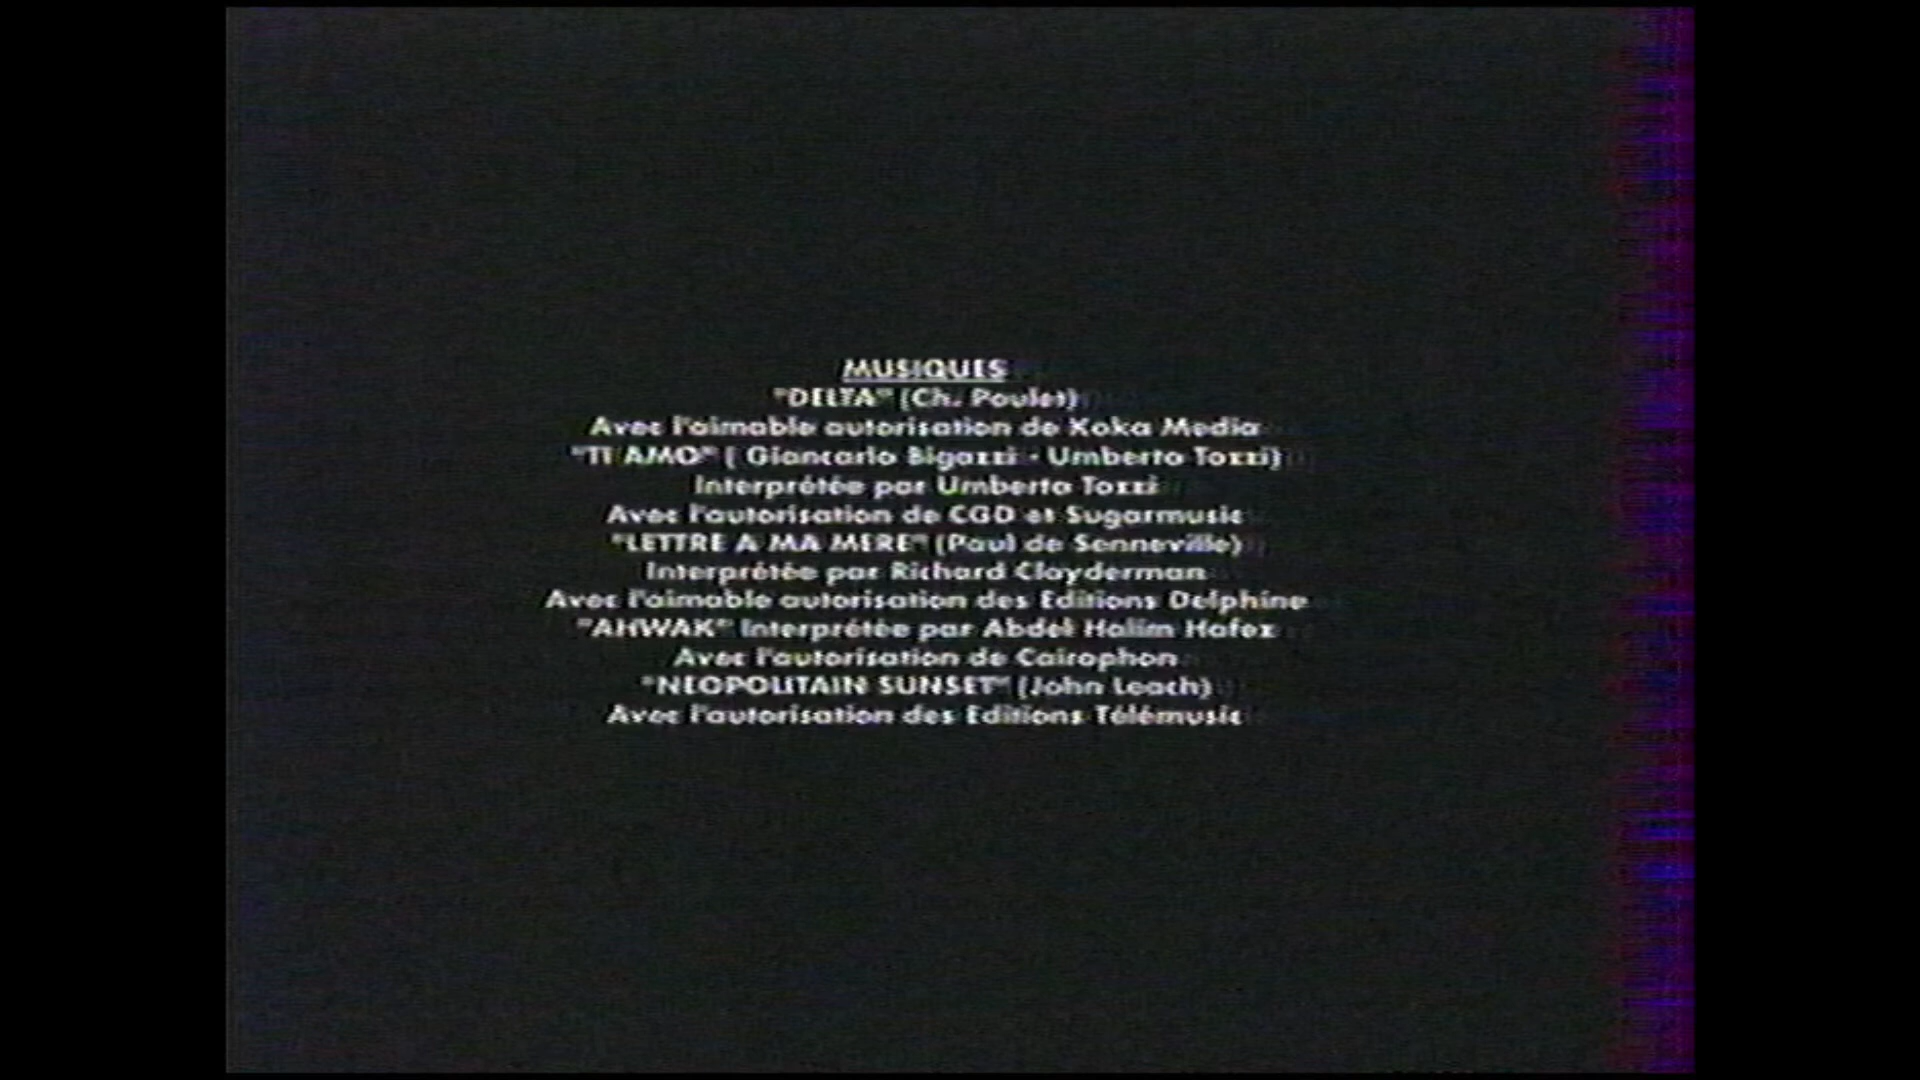 MUSIQUES
"DELTA" (Ch. Poulet)
Avec l'aimable autorisation de Koka Media
"TI AMO" ( Giancarlo Bigazzi - Umberto Tozzi)
Interprétée par Umberto Tozzi
Avec l'autorisation de CGD et Sugarmusic
"LETTRE A MA MERE" (Paul de Senneville)
Interprétée par Richard Clayderman
Avec l'aimable autorisation des Editions Delphine
"AHWAK" Interprétée par Abdel Halim Hafez
Avec l'autorisation de Cairophon
"NEOPOLITAIN SUNSET" (John Leach)
Avec l'autorisation des Editions Télémusic